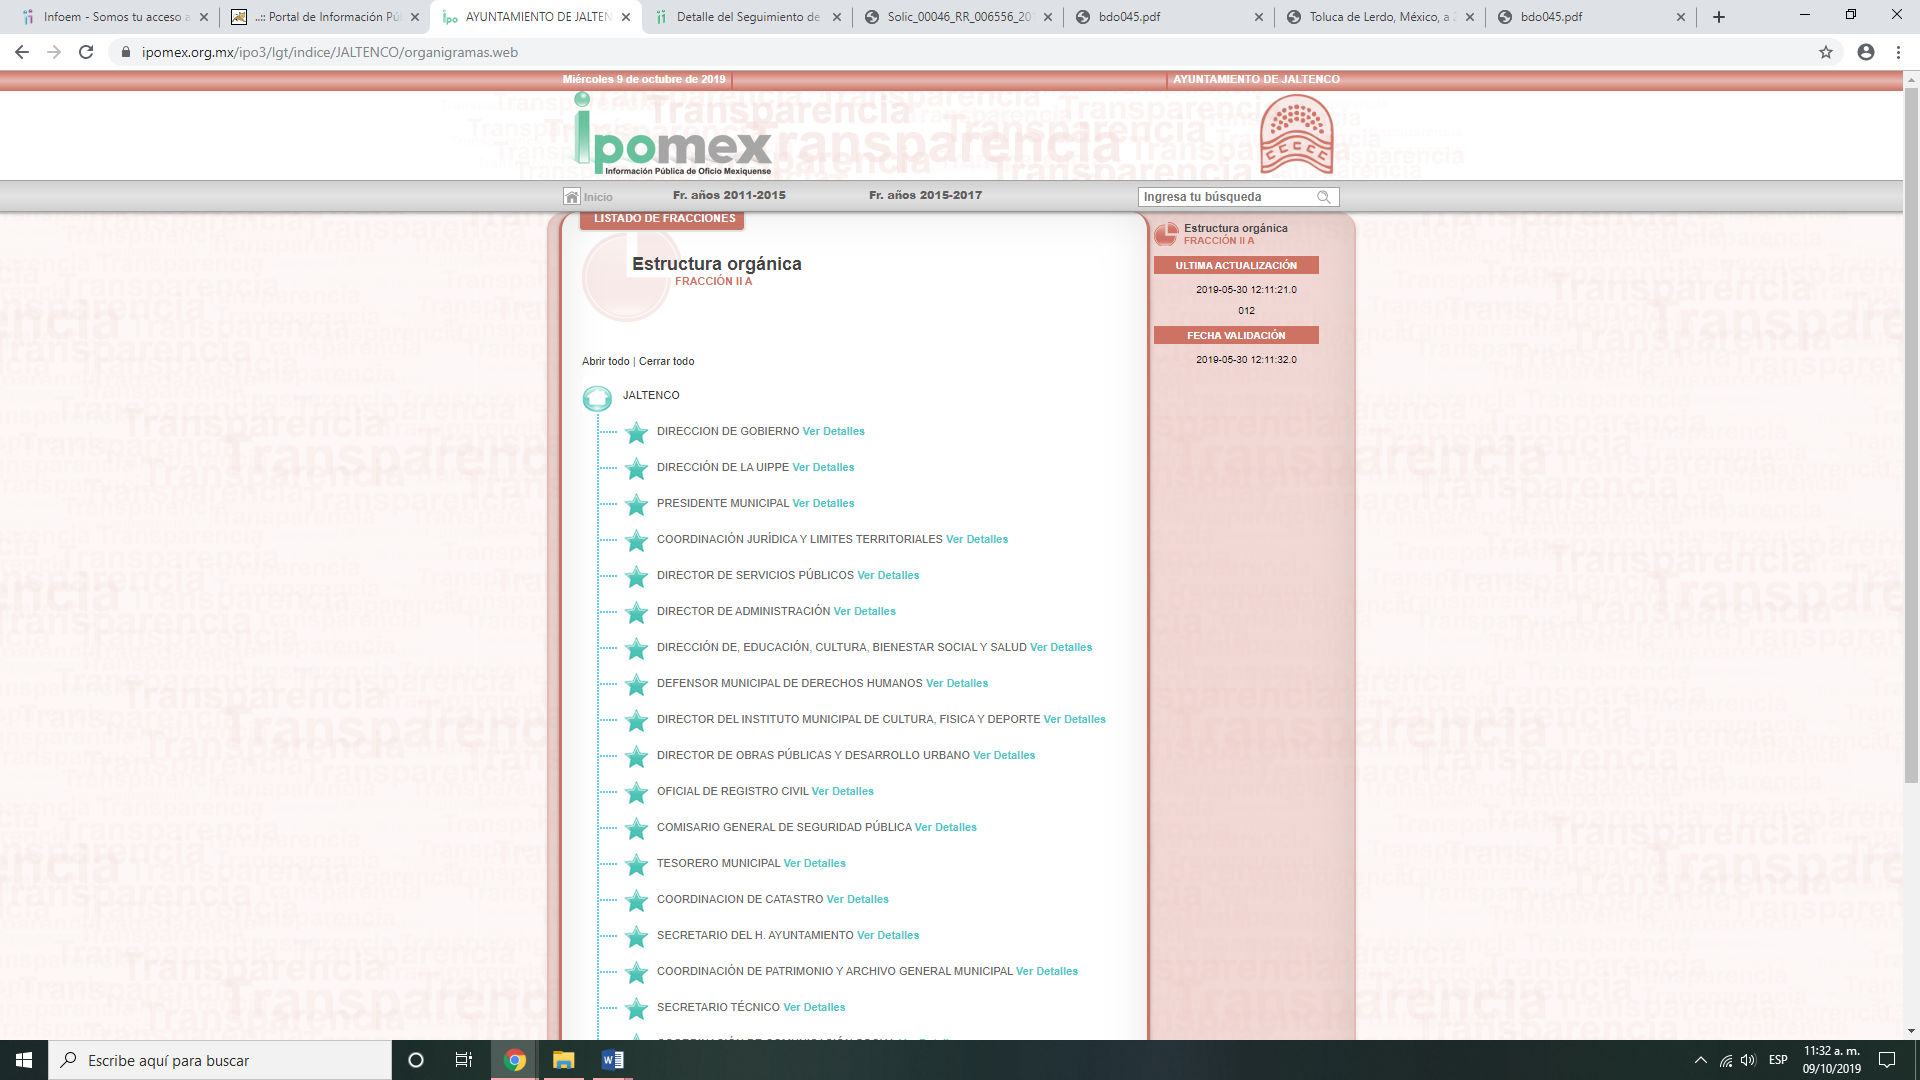 Infoem - Somos tu acceso a
..:: Portal de Información Púl
AYUNTAMIENTO DE JALTEN
Detalle del Seguimiento de
Solic_00046_RR_006556_20
bdo045.pdf
Toluca de Lerdo, México, a
bdo045.pdf
ipomex.org.mx/ipo3/lgt/indice/JALTENCO/organigramas.web
Miércoles 9 de octubre de 2019
AYUNTAMIENTO DE JALTENCO
ipomex
Información Pública de Oficio Mexiquense
Transparencia
Inicio
Fr. años 2011-2015
Fr. años 2015-2017
Ingresa tu búsqueda
LISTADO DE FRACCIONES
Estructura orgánica
FRACCIÓN II A
Abrir todo | Cerrar todo
JALTENCO
DIRECCION DE GOBIERNO Ver Detalles
DIRECCIÓN DE LA UIPPE Ver Detalles
PRESIDENTE MUNICIPAL Ver Detalles
COORDINACIÓN JURÍDICA Y LIMITES TERRITORIALES Ver Detalles
DIRECTOR DE SERVICIOS PÚBLICOS Ver Detalles
DIRECTOR DE ADMINISTRACIÓN Ver Detalles
DIRECCIÓN DE, EDUCACIÓN, CULTURA, BIENESTAR SOCIAL Y SALUD Ver Detalles
DEFENSOR MUNICIPAL DE DERECHOS HUMANOS Ver Detalles
DIRECTOR DEL INSTITUTO MUNICIPAL DE CULTURA, FISICA Y DEPORTE Ver Detalles
DIRECTOR DE OBRAS PÚBLICAS Y DESARROLLO URBANO Ver Detalles
OFICIAL DE REGISTRO CIVIL Ver Detalles
COMISARIO GENERAL DE SEGURIDAD PÚBLICA Ver Detalles
TESORERO MUNICIPAL Ver Detalles
COORDINACION DE CATASTRO Ver Detalles
SECRETARIO DEL H. AYUNTAMIENTO Ver Detalles
COORDINACIÓN DE PATRIMONIO Y ARCHIVO GENERAL MUNICIPAL Ver Detalles
SECRETARIO TÉCNICO Ver Detalles
Estructura orgánica
FRACCIÓN II A
ULTIMA ACTUALIZACIÓN
2019-05-30 12:11:21.0
012
FECHA VALIDACIÓN
2019-05-30 12:11:32.0
Escribe aquí para buscar
ESP
11:32 a. m.
09/10/2019